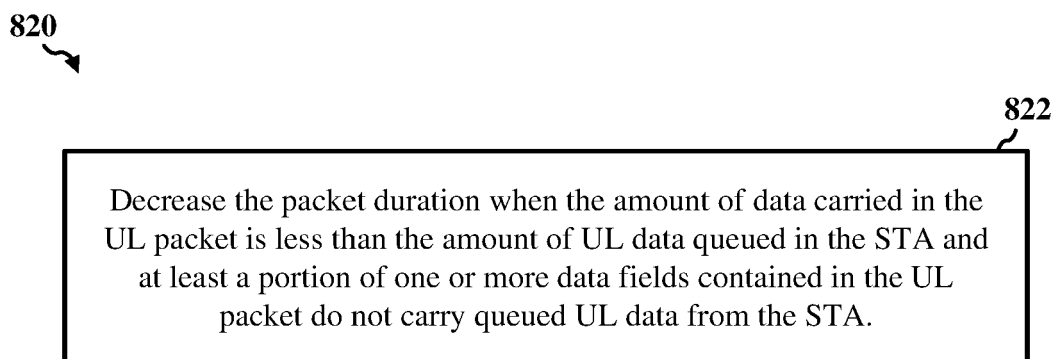 820
822
Decrease the packet duration when the amount of data carried in the
UL packet is less than the amount of UL data queued in the STA and
at least a portion of one or more data fields contained in the UL
packet do not carry queued UL data from the STA.